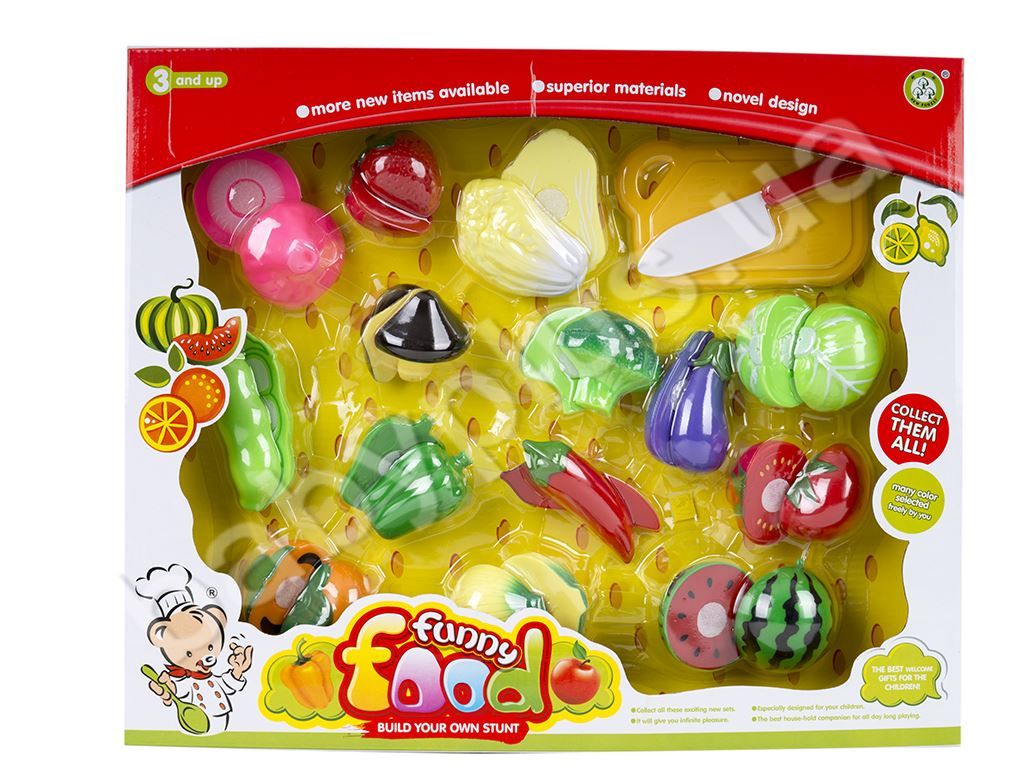 3 and up
more new items available
superior materials
novel design
NEW FOREST
®
COLLECT
THEM
ALL!
many color
selected
freely by you
®
funny
food
BUILD YOUR OWN STUNT
THE BEST WELCOME
GIFTS FOR THE
CHILDREN!
Collect all these exciting new sets.
It will give you infinite pleasure.
Especially designed for your children.
The best house-hold companion for all day long playing.